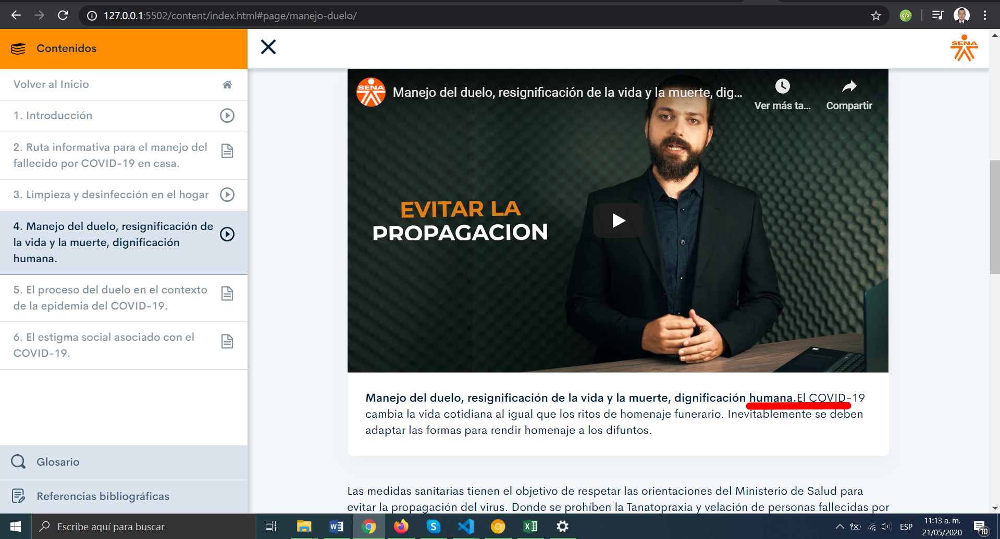 127.0.0.1:5502/content/index.html#page/manejo-duelo/
Contenidos
SENA
Volver al Inicio
1. Introducción
2. Ruta informativa para el manejo del
fallecido por COVID-19 en casa.
3. Limpieza y desinfección en el hogar
4. Manejo del duelo, resignificación de
la vida y la muerte, dignificación
humana.
5. El proceso del duelo en el contexto
de la epidemia del COVID-19.
6. El estigma social asociado con el
COVID-19.
Glosario
Referencias bibliográficas
SENA
Manejo del duelo, resignificación de la vida y la muerte, dig...
Ver más ta...
Compartir
EVITAR LA
PROPAGACION
Manejo del duelo, resignificación de la vida y la muerte, dignificación humana.El COVID-19
cambia la vida cotidiana al igual que los ritos de homenaje funerario. Inevitablemente se deben
adaptar las formas para rendir homenaje a los difuntos.
Las medidas sanitarias tienen el objetivo de respetar las orientaciones del Ministerio de Salud para
evitar la propagación del virus. Donde se prohíben la Tanatopraxia y velación de personas fallecidas por
Escribe aquí para buscar
ESP
11:13 a. m.
21/05/2020
10